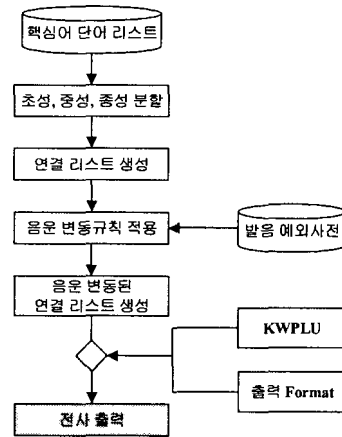 핵심어 단어 리스트
초성, 중성, 종성 분할
연결 리스트 생성
음운 변동규칙 적용
발음 예외사전
음운 변동된
연결 리스트 생성
KWPLU
출력 Format
전사 출력